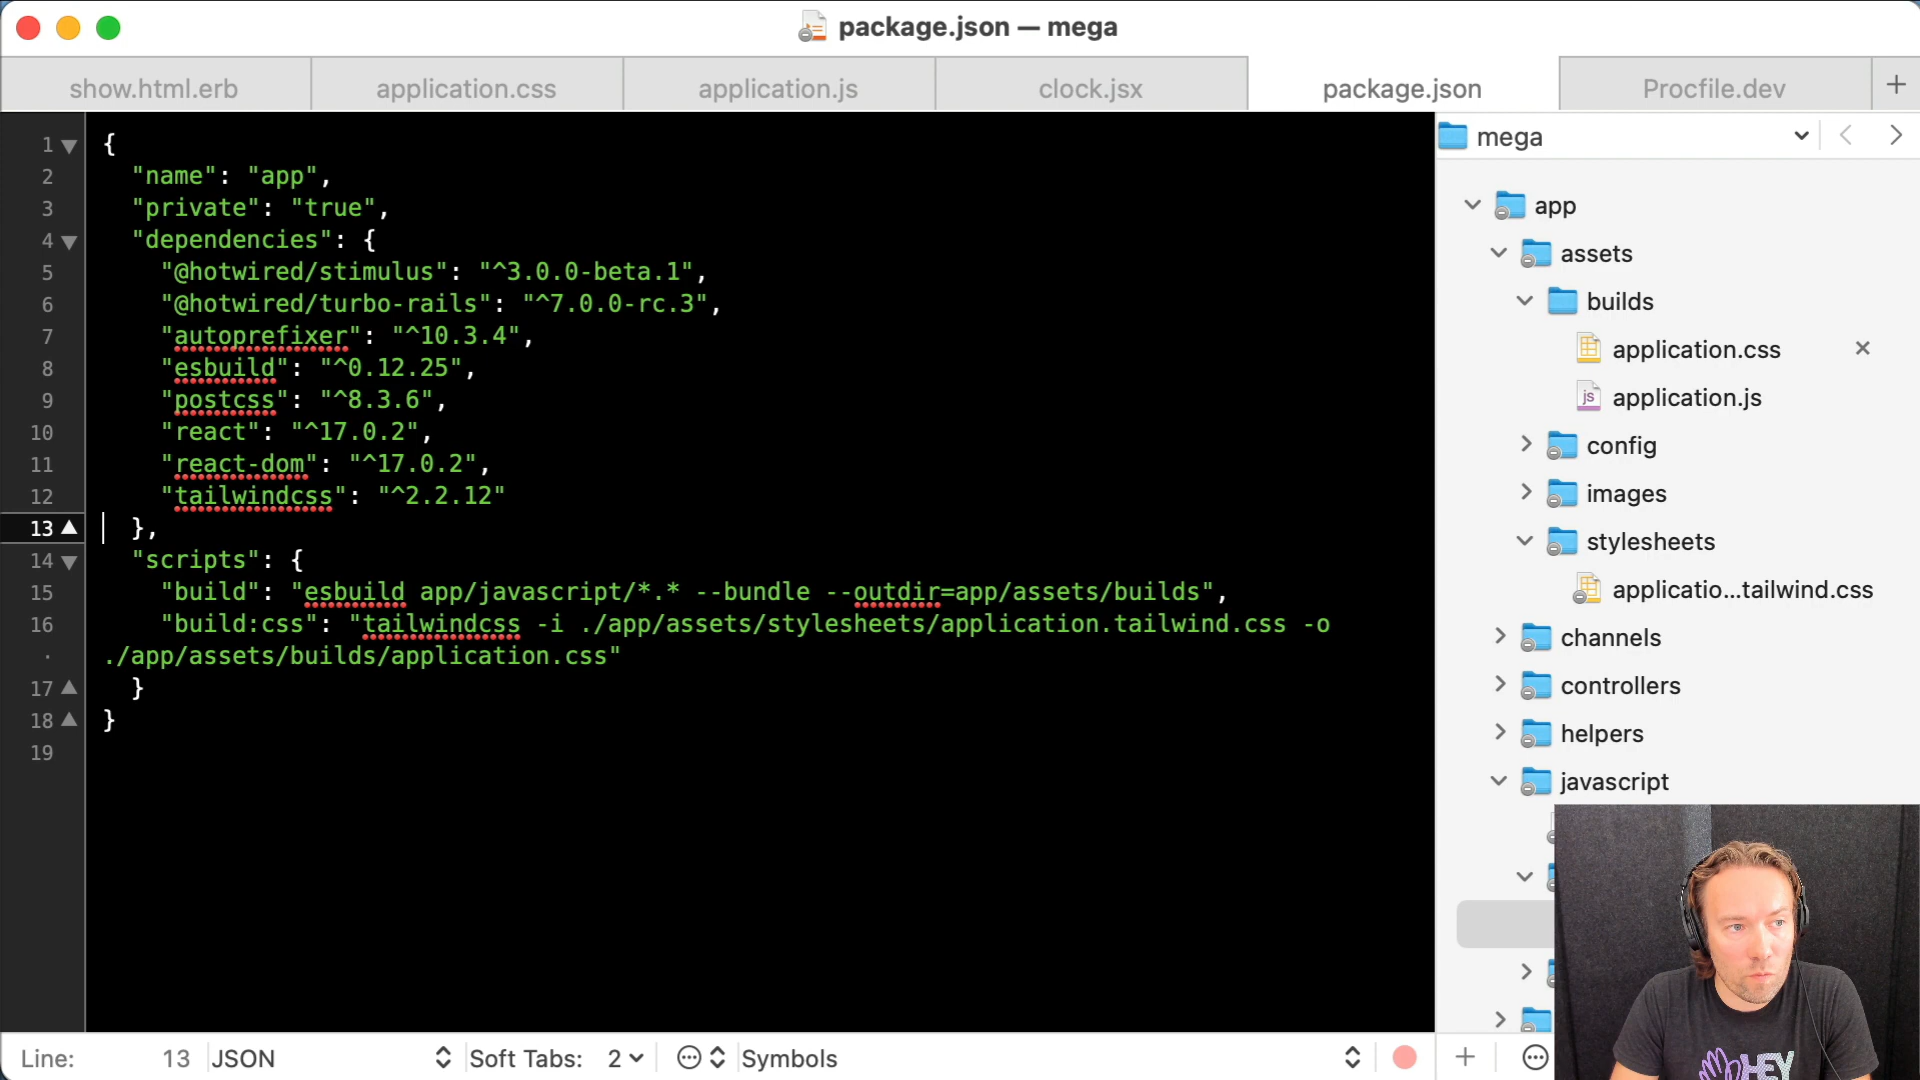 package.json — mega
show.html.erb
application.css
application.js
clock.jsx
package.json
Procfile.dev
+
1 {
2 "name": "app",
3 "private": "true",
4 "dependencies": {
5 "@hotwired/stimulus": "^3.0.0-beta.1",
6 "@hotwired/turbo-rails": "^7.0.0-rc.3",
7 "autoprefixer": "^10.3.4",
8 "esbuild": "^0.12.25",
9 "postcss": "^8.3.6",
10 "react": "^17.0.2",
11 "react-dom": "^17.0.2",
12 "tailwindcss": "^2.2.12"
13 },
14 "scripts": {
15 "build": "esbuild app/javascript/*.* --bundle --outdir=app/assets/builds",
16 "build:css": "tailwindcss -i ./app/assets/stylesheets/application.tailwind.css -o
· ./app/assets/builds/application.css"
17 }
18 }
19
mega
app
assets
builds
application.css
js application.js
config
images
stylesheets
applicatio...tailwind.css
channels
controllers
helpers
javascript
HEY
Line: 13 JSON Soft Tabs: 2 Symbols